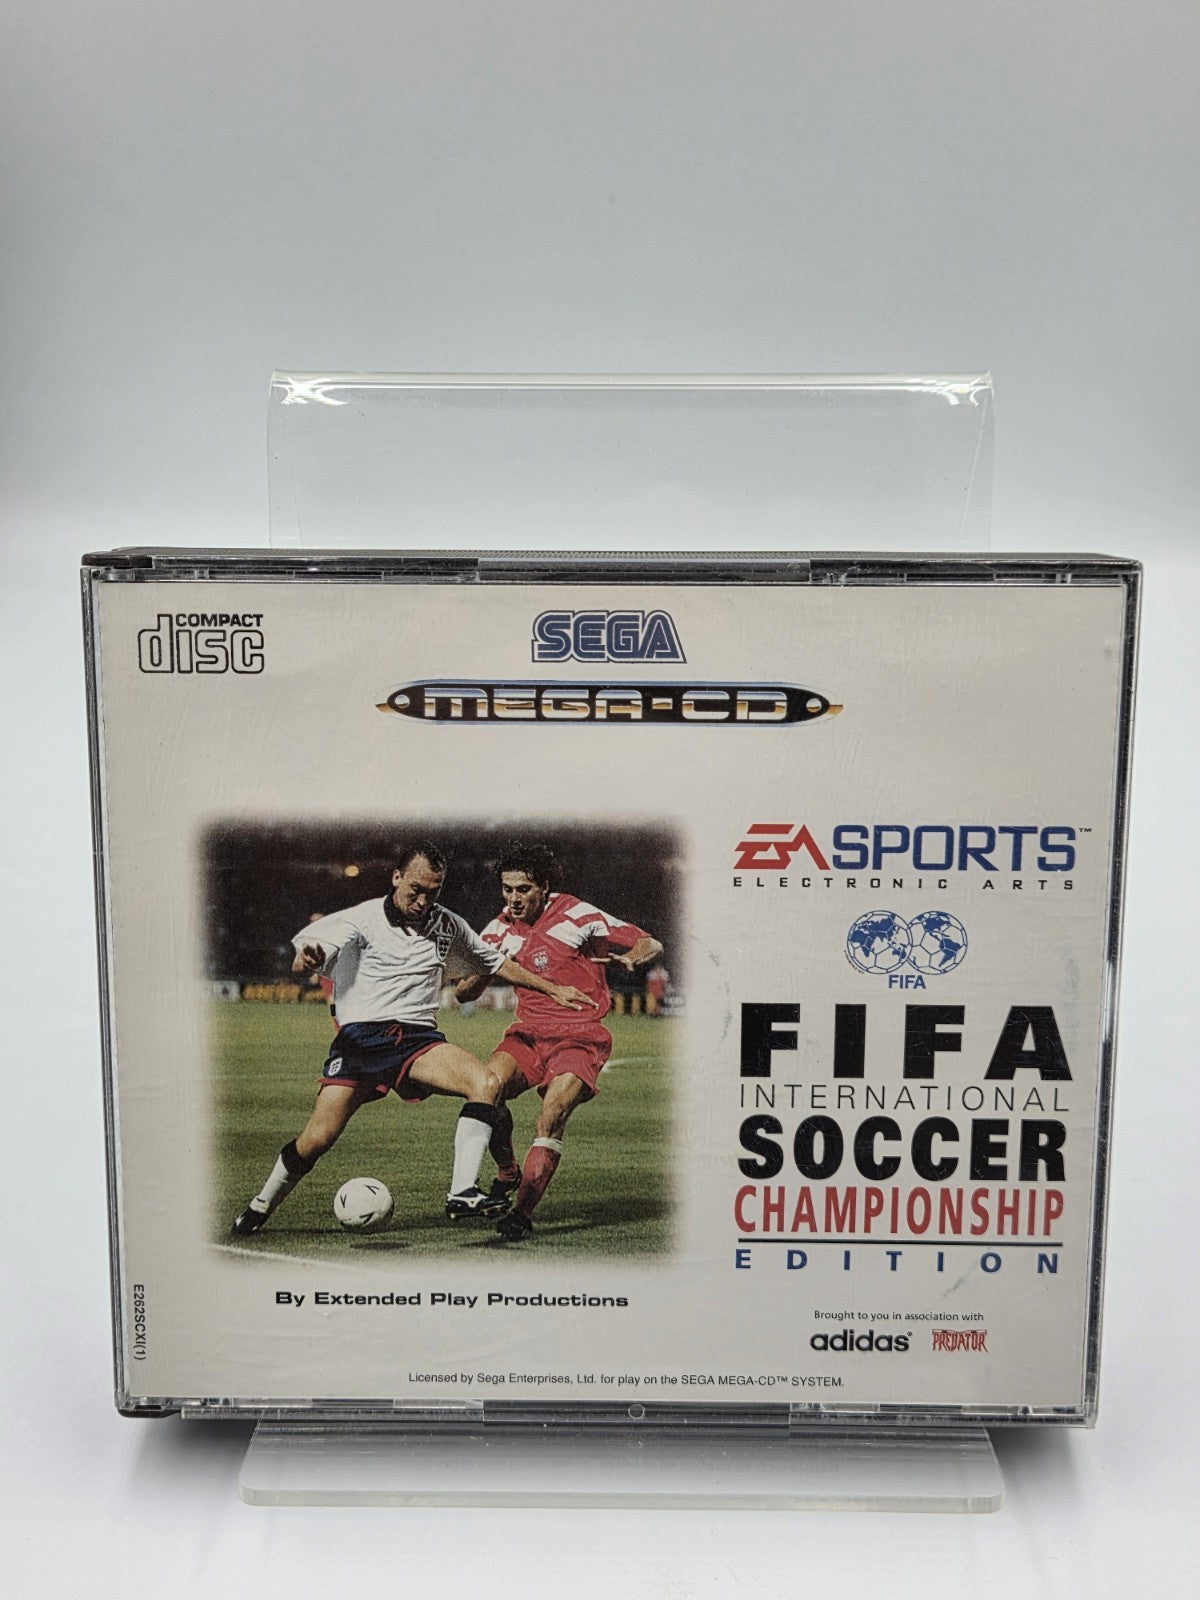 COMPACT
disc
SEGA
MEGA-CD
EA SPORTS™
ELECTRONIC ARTS
FIFA
FIFA
INTERNATIONAL
SOCCER
CHAMPIONSHIP
EDITION
By Extended Play Productions
E262SCXI(1)
Brought to you in association with
adidas® PREDATOR
Licensed by Sega Enterprises, Ltd. for play on the SEGA MEGA-CD™ SYSTEM.